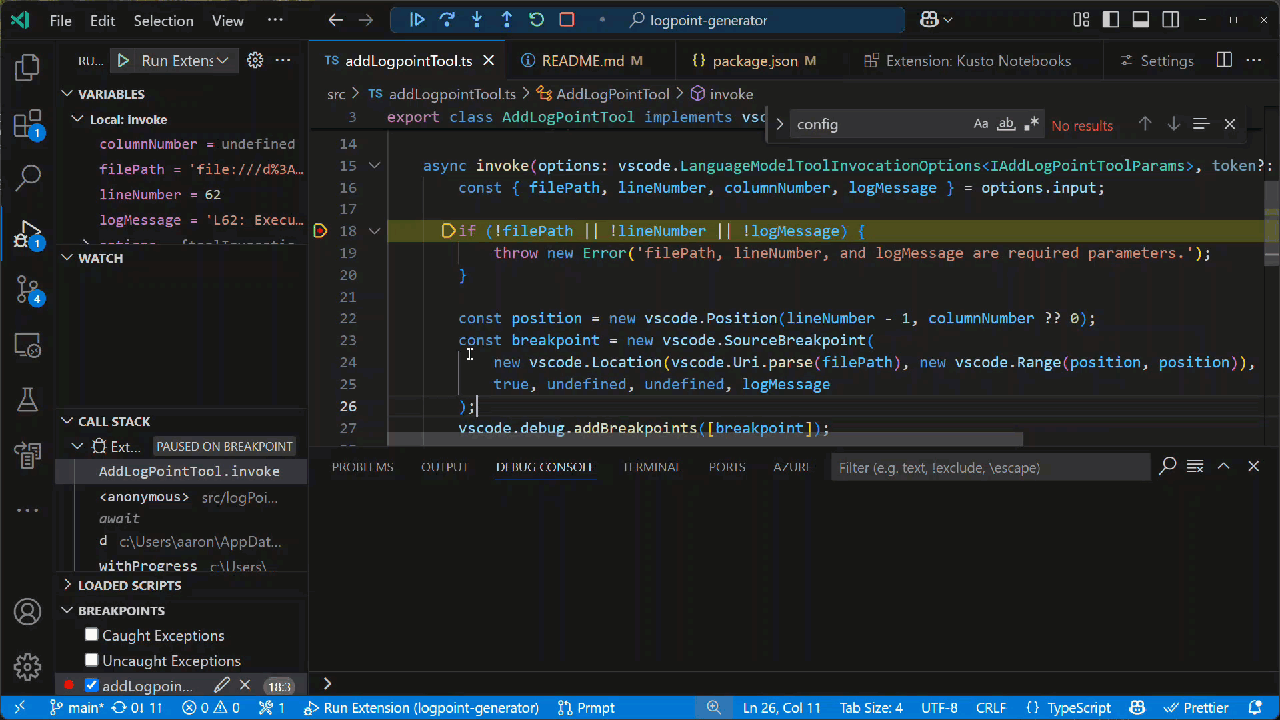 File Edit Selection View ··· logpoint-generator
RU... Run Extens
addLogpointTool.ts README.md M package.json M Extension: Kusto Notebooks Settings ···
VARIABLES
Local: invoke
columnNumber = undefined
filePath = 'file:///d%3A…
lineNumber = 62
logMessage = 'L62: Execu…
WATCH
CALL STACK
Ext... PAUSED ON BREAKPOINT
AddLogPointTool.invoke
<anonymous> src/logPoi...
await
d c:\Users\aaron\AppDat...
withProgress c:\Users\
LOADED SCRIPTS
BREAKPOINTS
Caught Exceptions
Uncaught Exceptions
addLogpoin... 18:3
src > TS addLogpointTool.ts > AddLogPointTool > invoke
config Aa ab .* No results
3 export class AddLogPointTool implements vsc
14
15 async invoke(options: vscode.LanguageModelToolInvocationOptions<IAddLogPointToolParams>, token?:
16 const { filePath, lineNumber, columnNumber, logMessage } = options.input;
17
18 if (!filePath || !lineNumber || !logMessage) {
19 throw new Error('filePath, lineNumber, and logMessage are required parameters.');
20 }
21
22 const position = new vscode.Position(lineNumber - 1, columnNumber ?? 0);
23 const breakpoint = new vscode.SourceBreakpoint(
24 new vscode.Location(vscode.Uri.parse(filePath), new vscode.Range(position, position)),
25 true, undefined, undefined, logMessage
26 );
vscode.debug.addBreakpoints([breakpoint]);
PROBLEMS OUTPUT DEBUG CONSOLE TERMINAL PORTS AZURE Filter (e.g. text, !exclude, \escape)
>
1
1
4
main* 0↓ 11↑ 0 0 1 Run Extension (logpoint-generator) Prmpt Ln 26, Col 11 Tab Size: 4 UTF-8 CRLF {} TypeScript Prettier